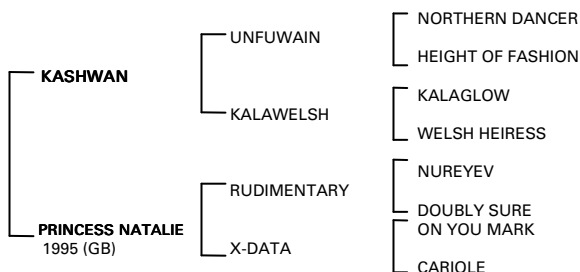 NORTHERN DANCER
UNFUWAIN
HEIGHT OF FASHION
KASHWAN
KALAGLOW
KALAWELSH
WELSH HEIRESS
NUREYEV
RUDIMENTARY
DOUBLY SURE
PRINCESS NATALIE
1995 (GB)
ON YOU MARK
X-DATA
CARIOLE